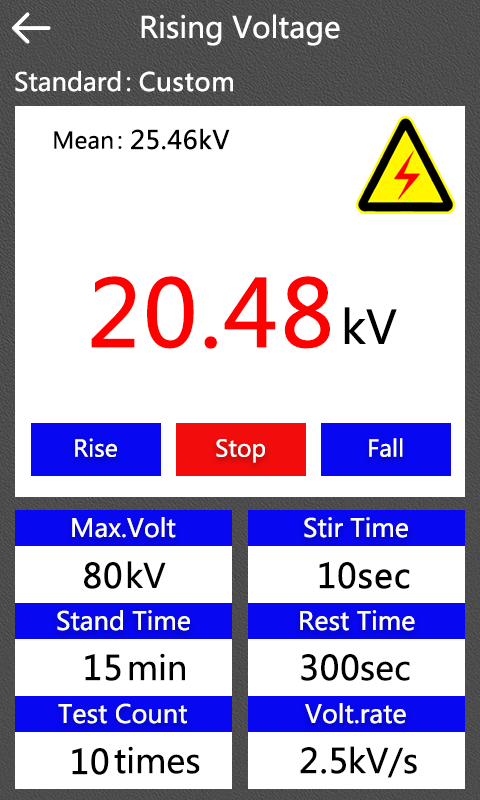 Rising Voltage
Standard: Custom
Mean: 25.46kV
20.48 kV
Rise Stop Fall
Max.Volt Stir Time
80kV 10sec
Stand Time Rest Time
15min 300sec
Test Count Volt.rate
10times 2.5kV/s